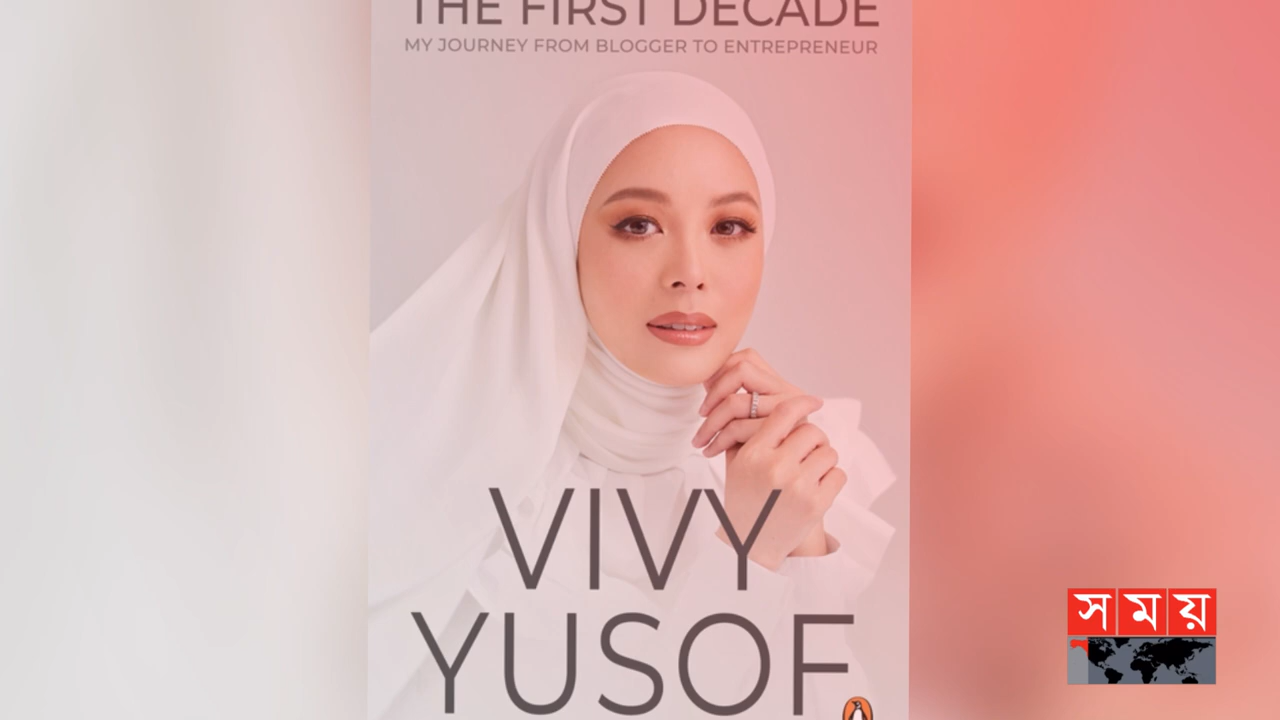 THE FIRST DECADE
MY JOURNEY FROM BLOGGER TO ENTREPRENEUR
VIVY
YUSOF
সময়